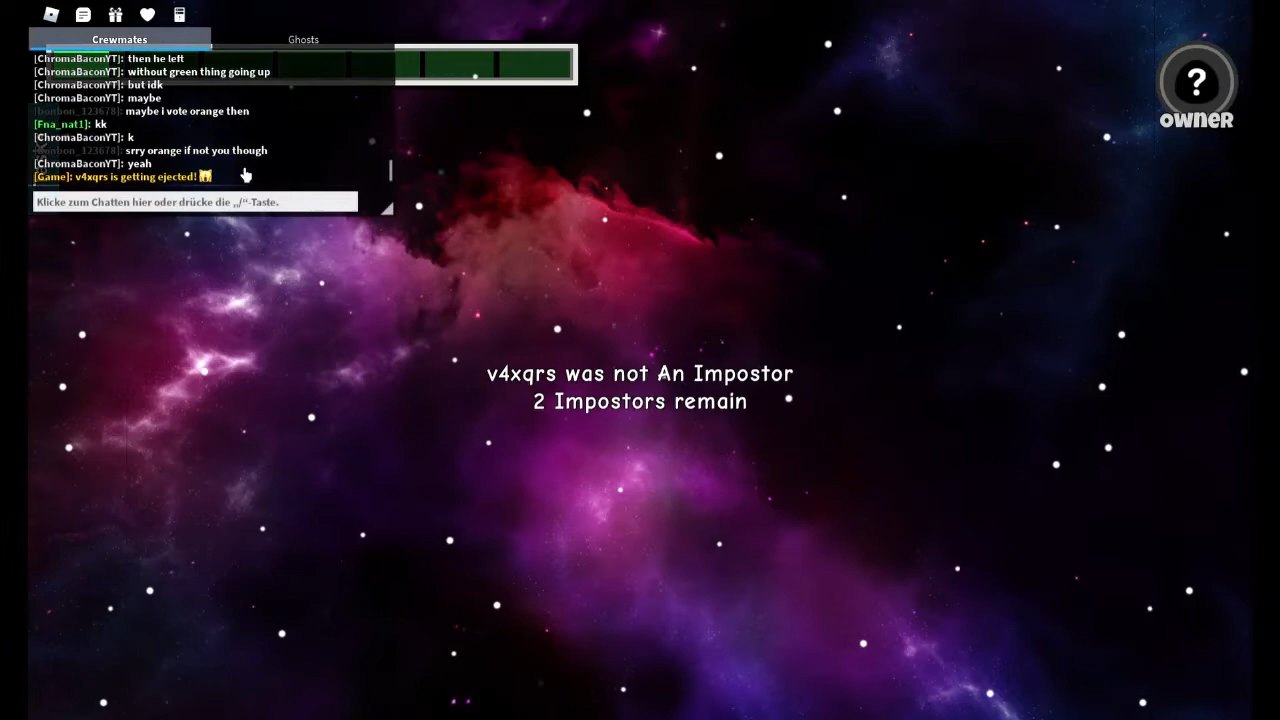 Crewmates
Ghosts
[ChromaBaconYT]: then he left
[ChromaBaconYT]: without green thing going up
[ChromaBaconYT]: but idk
[ChromaBaconYT]: maybe
[bonbon_123678]: maybe i vote orange then
[Fna_nat1]: kk
[ChromaBaconYT]: k
[bonbon_123678]: srry orange if not you though
[ChromaBaconYT]: yeah
[Game]: v4xqrs is getting ejected! 🙀
Klicke zum Chatten hier oder drücke die „/“-Taste.
?
OWNER
v4xqrs was not An Impostor
2 Impostors remain